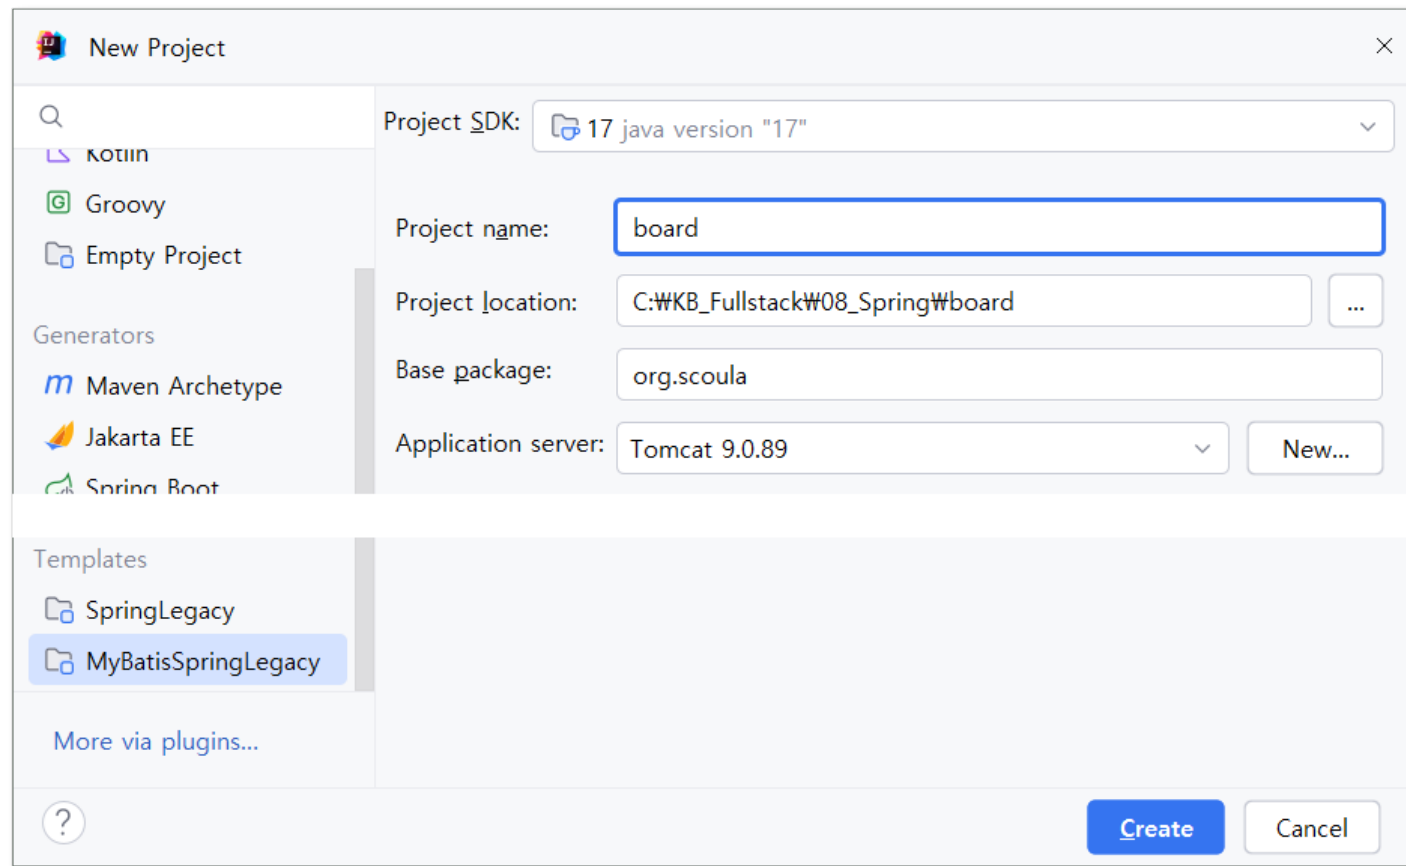 New Project
Project SDK: 17 java version "17"
Kotlin
Groovy
Empty Project
Generators
Maven Archetype
Jakarta EE
Spring Boot
Project name: board
Project location: C:₩KB_Fullstack₩08_Spring₩board ...
Base package: org.scoula
Application server: Tomcat 9.0.89 New...
Templates
SpringLegacy
MyBatisSpringLegacy
More via plugins...
? Create Cancel